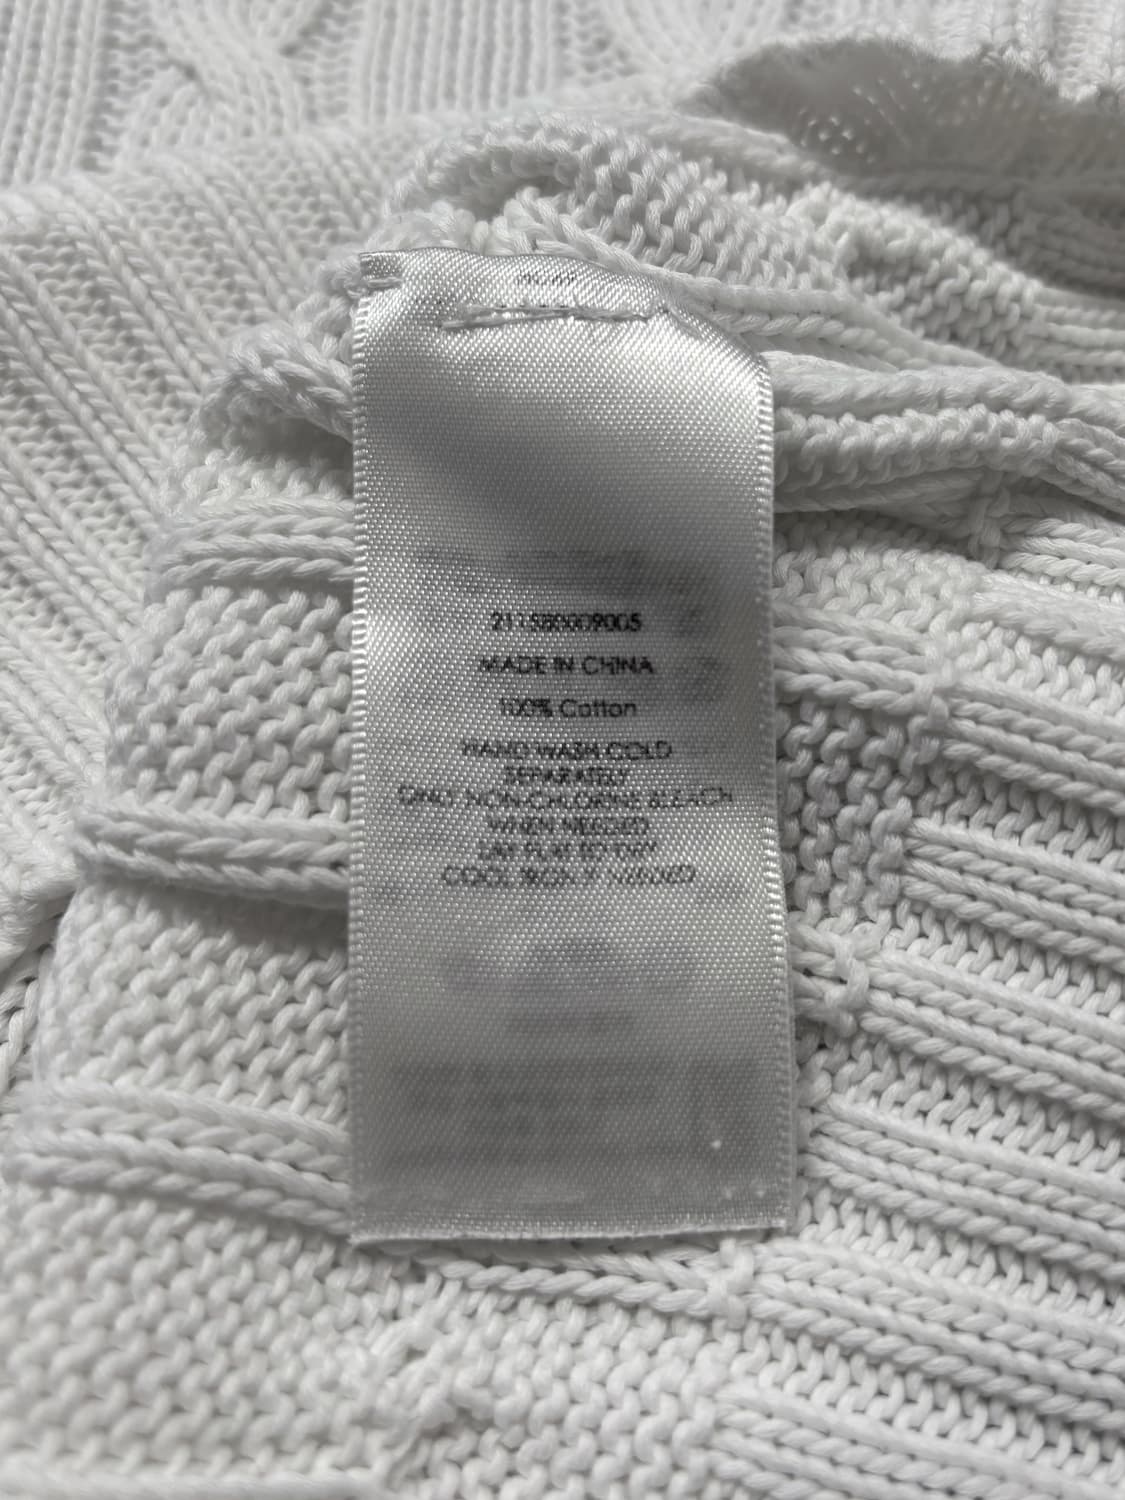 211580009005
MADE IN CHINA
100% Cotton
HAND WASH COLD
SEPARATELY
ONLY NON-CHLORINE BLEACH
WHEN NEEDED
LAY FLAT TO DRY
COOL IRON IF NEEDED